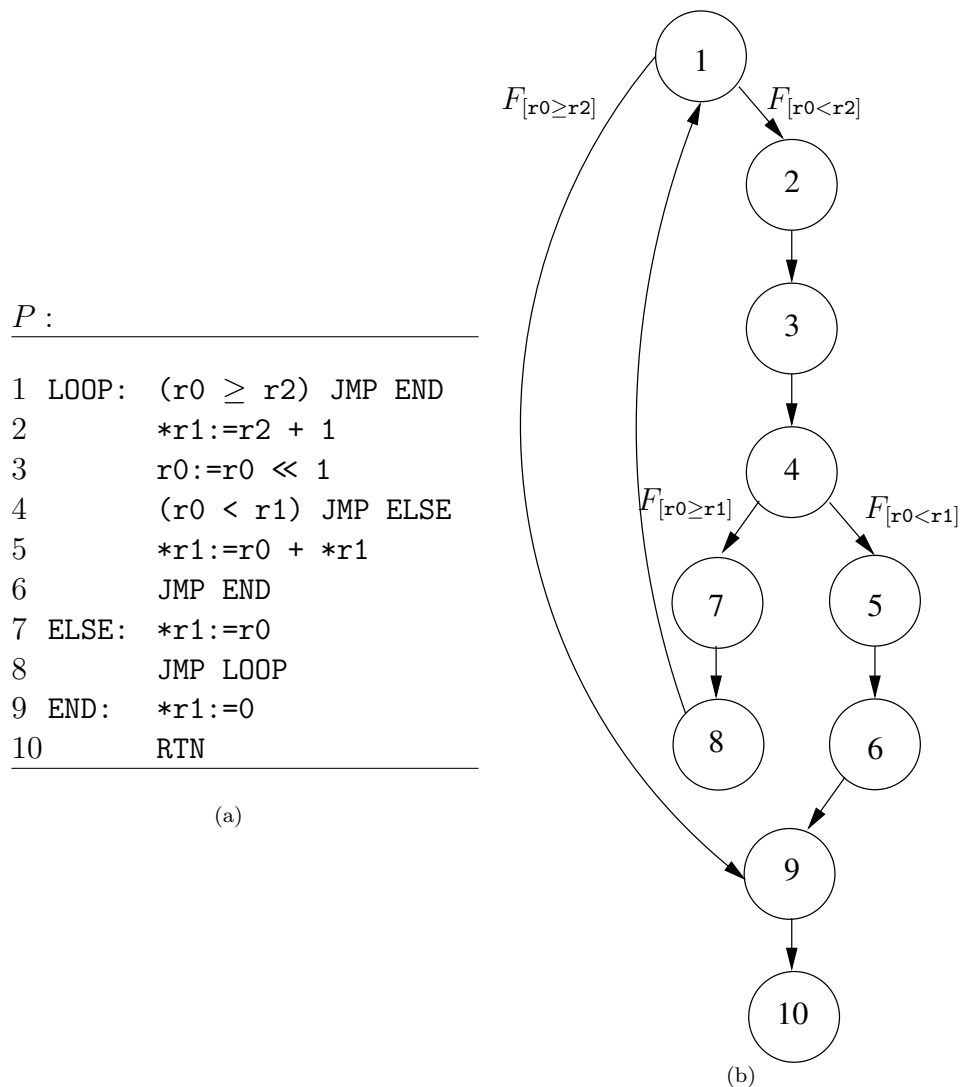 P :
1 LOOP: (r0 ≥ r2) JMP END
2 *r1:=r2 + 1
3 r0:=r0 ≪ 1
4 (r0 < r1) JMP ELSE
5 *r1:=r0 + *r1
6 JMP END
7 ELSE: *r1:=r0
8 JMP LOOP
9 END: *r1:=0
10 RTN
(a)
1
F[r0≥r2]
F[r0<r2]
2
3
4
F[r0≥r1]
F[r0<r1]
7
5
8
6
9
10
(b)